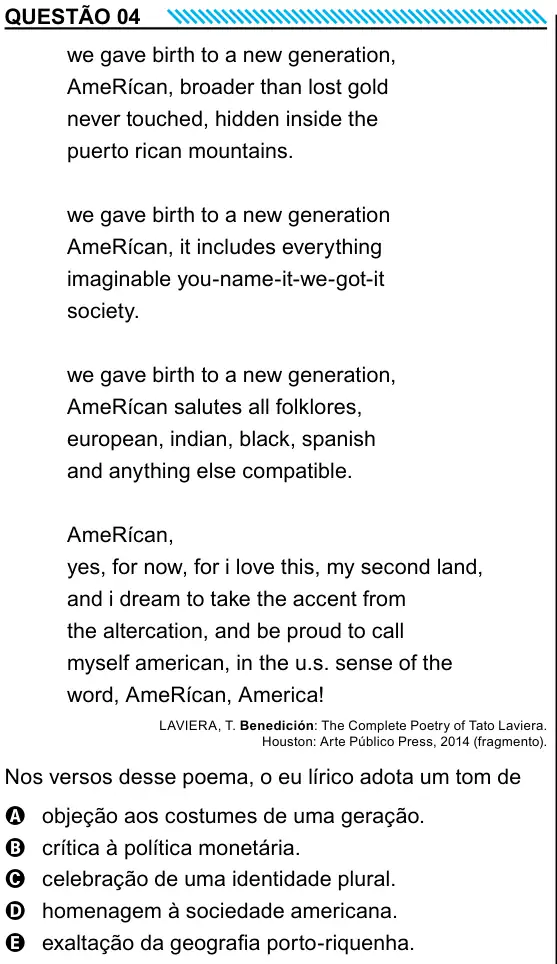 QUESTÃO 04
we gave birth to a new generation,
AmeRícan, broader than lost gold
never touched, hidden inside the
puerto rican mountains.
we gave birth to a new generation
AmeRícan, it includes everything
imaginable you-name-it-we-got-it
society.
we gave birth to a new generation,
AmeRícan salutes all folklores,
european, indian, black, spanish
and anything else compatible.
AmeRícan,
yes, for now, for i love this, my second land,
and i dream to take the accent from
the altercation, and be proud to call
myself american, in the u.s. sense of the
word, AmeRícan, America!
LAVIERA, T. Benedición: The Complete Poetry of Tato Laviera.
Houston: Arte Público Press, 2014 (fragmento).
Nos versos desse poema, o eu lírico adota um tom de
A objeção aos costumes de uma geração.
B crítica à política monetária.
C celebração de uma identidade plural.
D homenagem à sociedade americana.
E exaltação da geografia porto-riquenha.